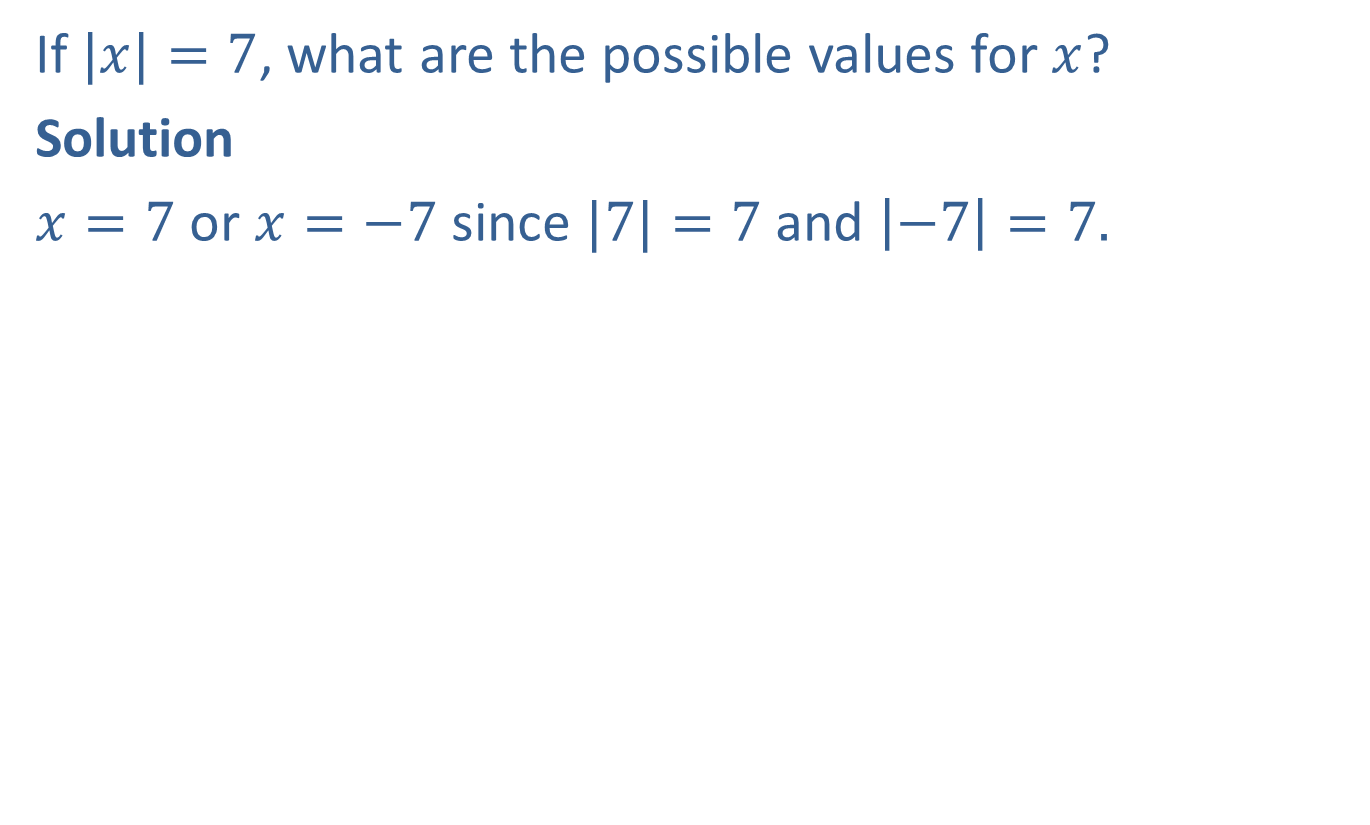 If |𝑥| = 7, what are the possible values for 𝑥?
Solution
𝑥 = 7 or 𝑥 = −7 since |7| = 7 and |−7| = 7.